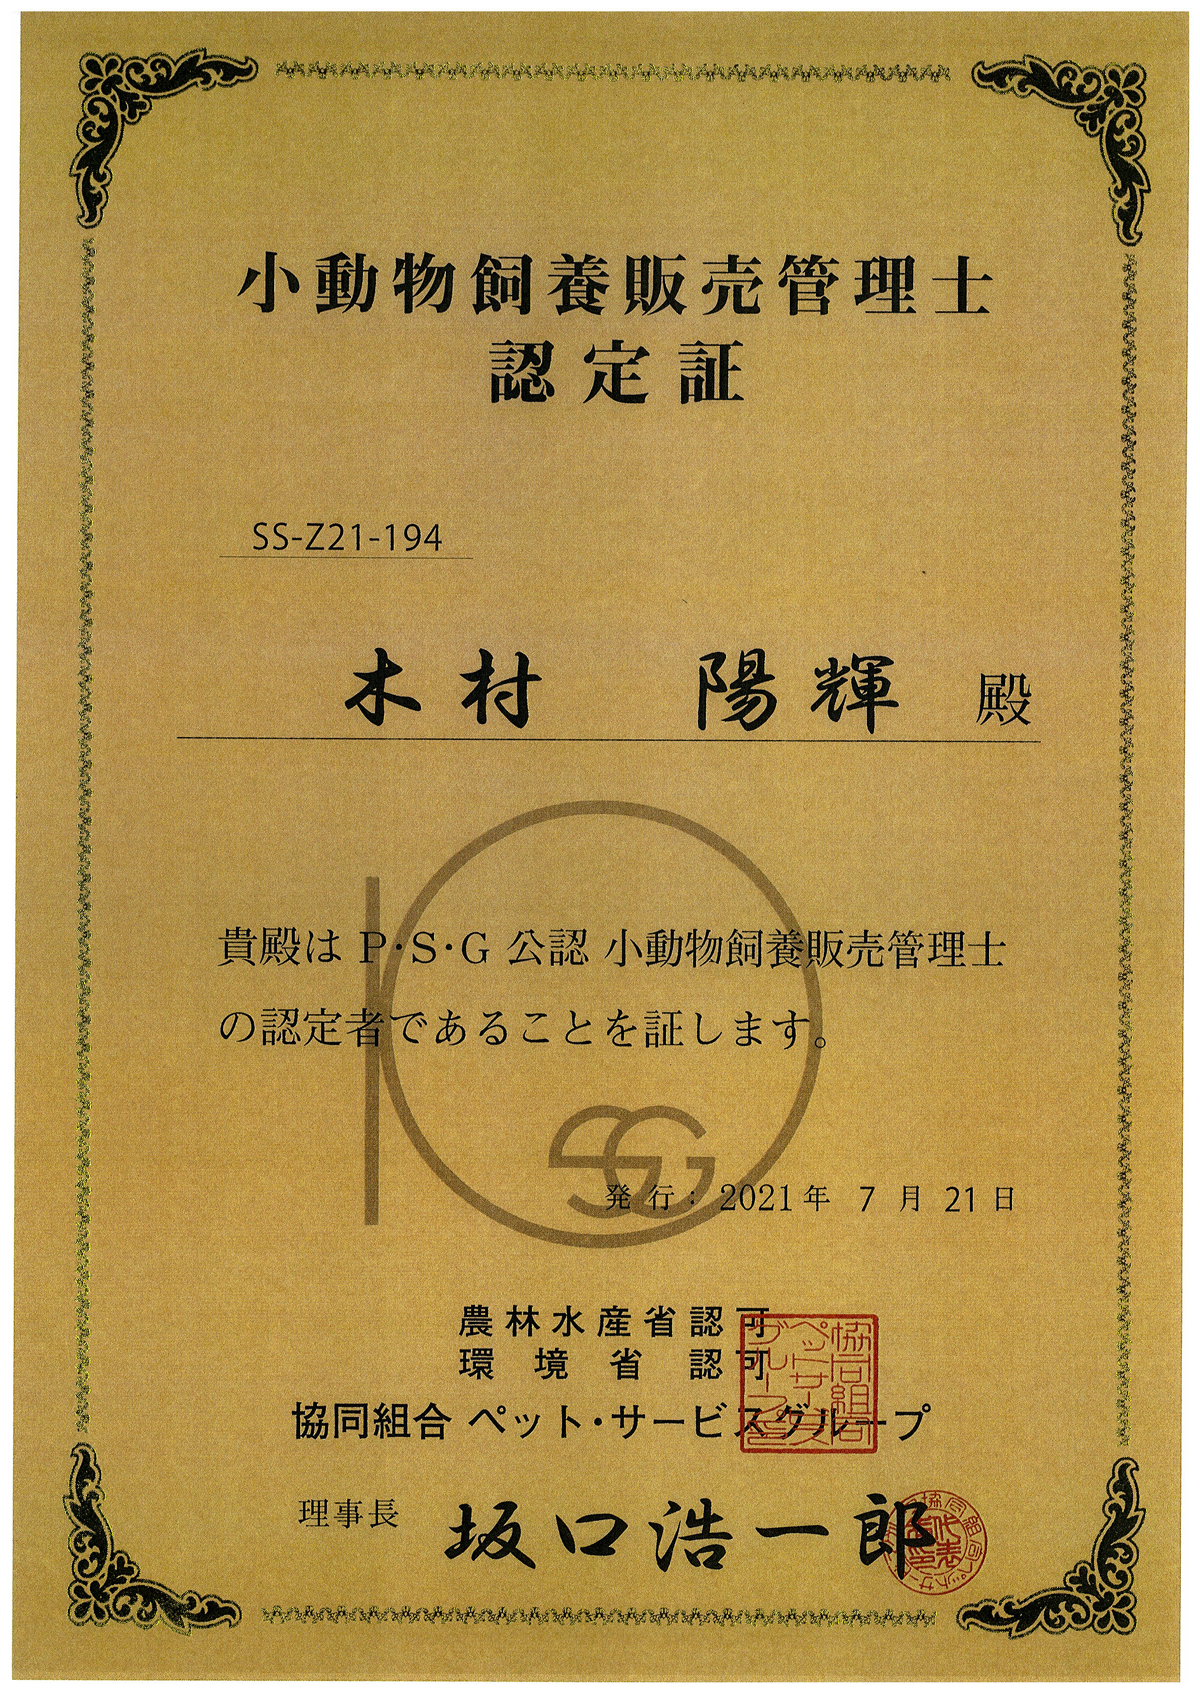 小動物飼養販売管理士
認定証
SS-Z21-194
木村 陽輝 殿
貴殿は P・S・G 公認 小動物飼養販売管理士
の認定者であることを証します。
SG
発行： 2021年 7月 21日
農林水産省認可
環境省認可
協同組合 ペット・サービスグループ
理事長 坂口浩一郎